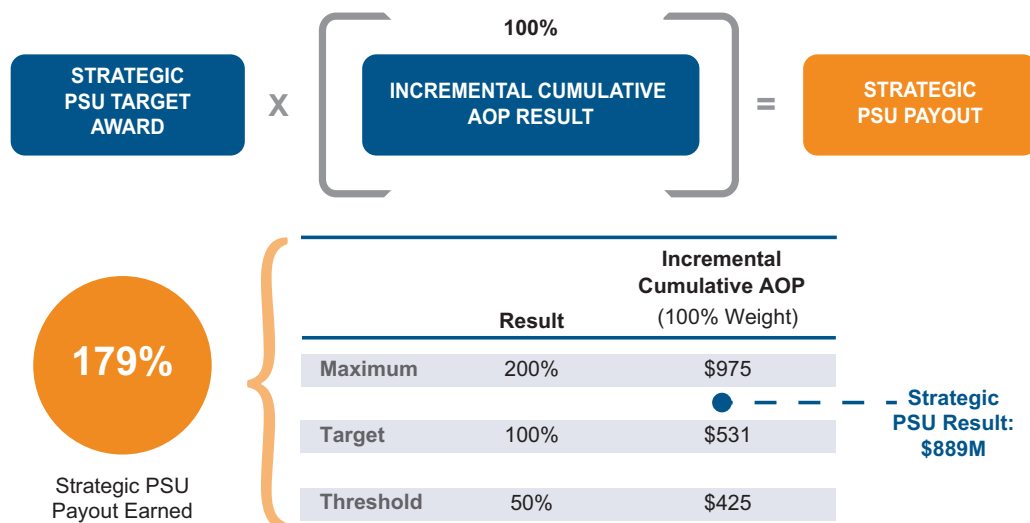 100%
STRATEGIC
PSU TARGET
AWARD
X
INCREMENTAL CUMULATIVE
AOP RESULT
=
STRATEGIC
PSU PAYOUT
179%
Strategic PSU
Payout Earned
Incremental
Cumulative AOP
Result (100% Weight)
Maximum 200% $975
Target 100% $531
Threshold 50% $425
Strategic
PSU Result:
$889M